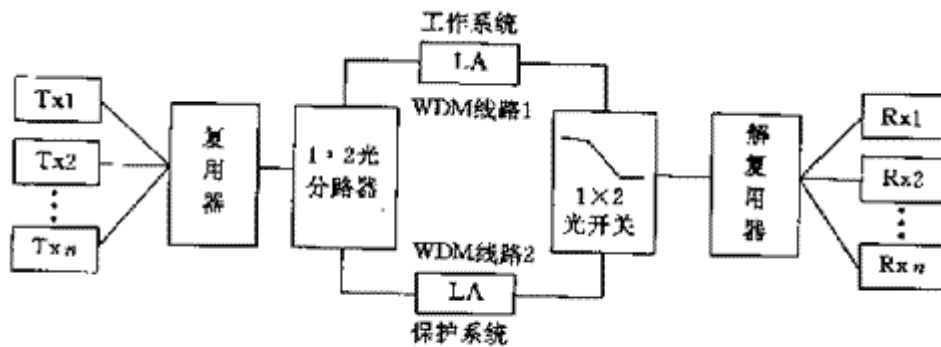 工作系统
LA
WDM线路1
Tx1
Tx2
Txn
复用器
1:2光
分路器
1×2
光开关
解复用器
Rx1
Rx2
Rxn
WDM线路2
LA
保护系统